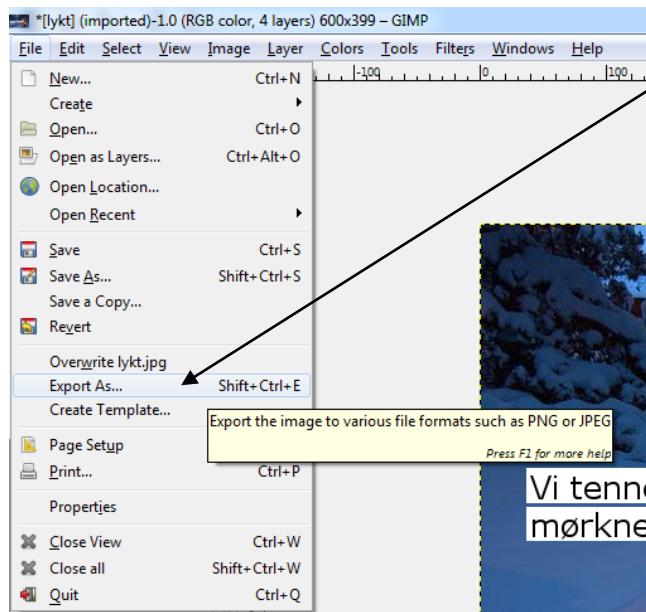 *[lykt] (imported)-1.0 (RGB color, 4 layers) 600x399 – GIMP
File Edit Select View Image Layer Colors Tools Filters Windows Help
-100 0 100
New... Ctrl+N
Create
Open... Ctrl+O
Open as Layers... Ctrl+Alt+O
Open Location...
Open Recent
Save Ctrl+S
Save As... Shift+Ctrl+S
Save a Copy...
Revert
Overwrite lykt.jpg
Export As... Shift+Ctrl+E
Create Template...
Export the image to various file formats such as PNG or JPEG
Press F1 for more help
Page Setup
Print... Ctrl+P
Properties
Vi tenne
mørkne
Close View Ctrl+W
Close all Shift+Ctrl+W
Quit Ctrl+Q